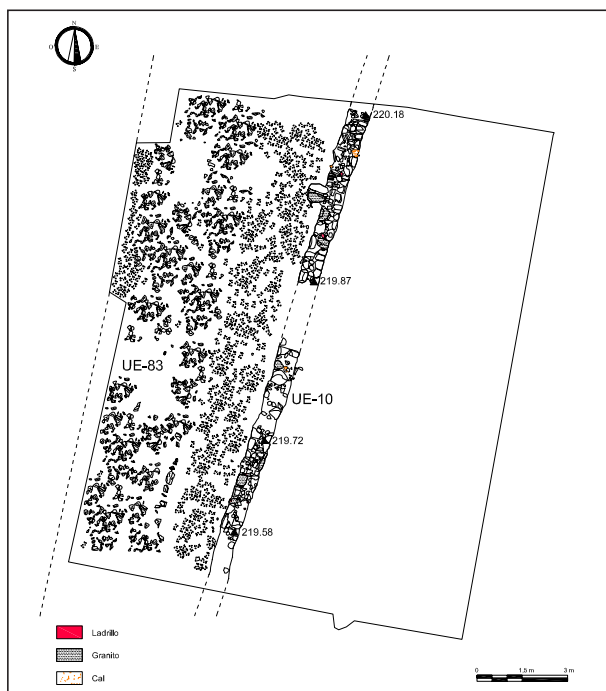 N
O E
S
220.18
219.87
UE-83
UE-10
219.72
219.58
Ladrillo
Granito
Cal
0 1,5 m 3 m